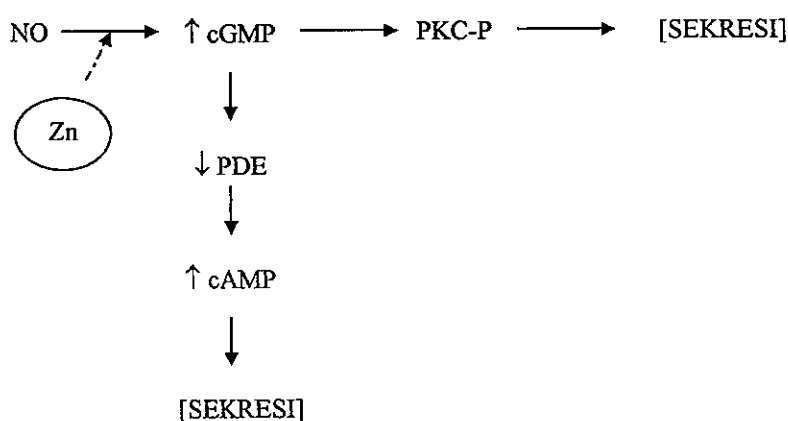 NO ↑ cGMP PKC-P [SEKRESI]
Zn
↓ PDE
↑ cAMP
[SEKRESI]